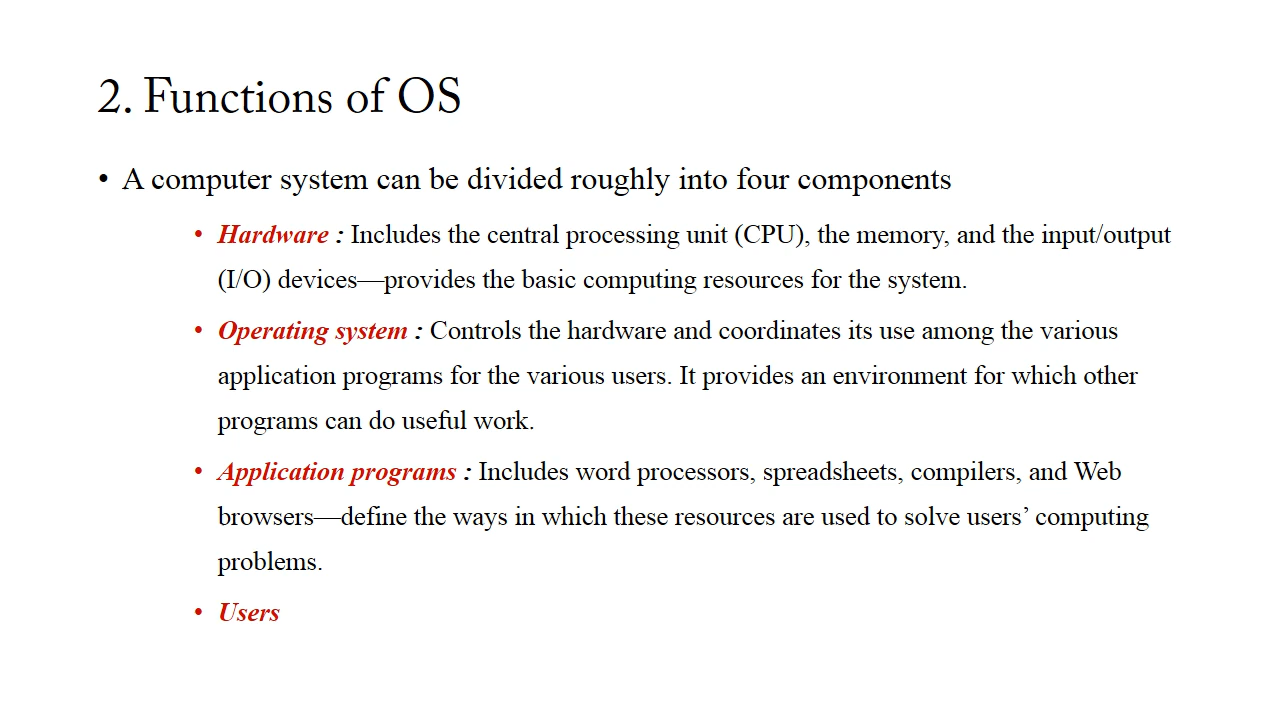 2. Functions of OS
• A computer system can be divided roughly into four components
• Hardware : Includes the central processing unit (CPU), the memory, and the input/output
(I/O) devices—provides the basic computing resources for the system.
• Operating system : Controls the hardware and coordinates its use among the various
application programs for the various users. It provides an environment for which other
programs can do useful work.
• Application programs : Includes word processors, spreadsheets, compilers, and Web
browsers—define the ways in which these resources are used to solve users’ computing
problems.
• Users